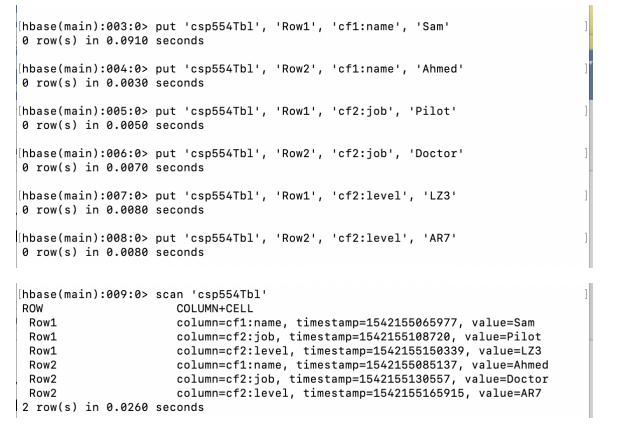 [hbase(main):003:0> put 'csp554Tbl', 'Row1', 'cf1:name', 'Sam' ]
0 row(s) in 0.0910 seconds
[hbase(main):004:0> put 'csp554Tbl', 'Row2', 'cf1:name', 'Ahmed' ]
0 row(s) in 0.0030 seconds
[hbase(main):005:0> put 'csp554Tbl', 'Row1', 'cf2:job', 'Pilot' ]
0 row(s) in 0.0050 seconds
[hbase(main):006:0> put 'csp554Tbl', 'Row2', 'cf2:job', 'Doctor' ]
0 row(s) in 0.0070 seconds
[hbase(main):007:0> put 'csp554Tbl', 'Row1', 'cf2:level', 'LZ3' ]
0 row(s) in 0.0080 seconds
[hbase(main):008:0> put 'csp554Tbl', 'Row2', 'cf2:level', 'AR7' ]
0 row(s) in 0.0080 seconds
[hbase(main):009:0> scan 'csp554Tbl' ]
ROW COLUMN+CELL
Row1 column=cf1:name, timestamp=1542155065977, value=Sam
Row1 column=cf2:job, timestamp=1542155108720, value=Pilot
Row1 column=cf2:level, timestamp=1542155150339, value=LZ3
Row2 column=cf1:name, timestamp=1542155085137, value=Ahmed
Row2 column=cf2:job, timestamp=1542155130557, value=Doctor
Row2 column=cf2:level, timestamp=1542155165915, value=AR7
2 row(s) in 0.0260 seconds